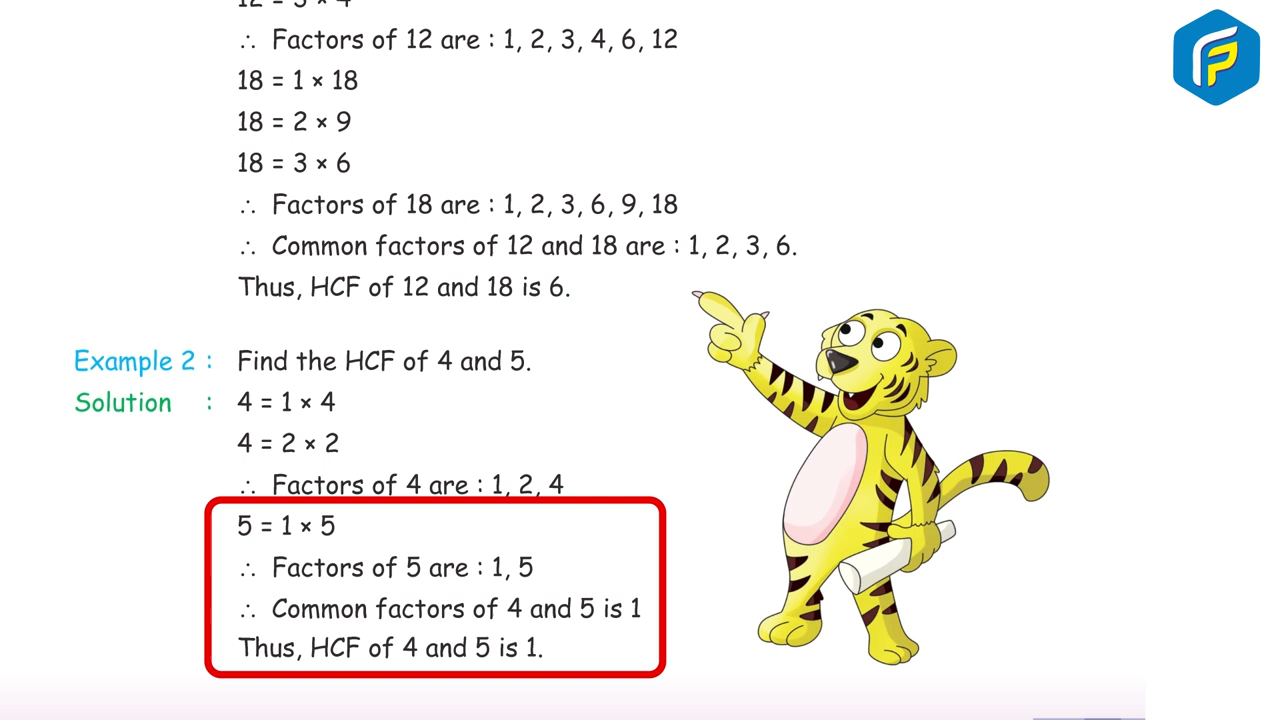 12 = 3 × 4
∴ Factors of 12 are : 1, 2, 3, 4, 6, 12
18 = 1 × 18
18 = 2 × 9
18 = 3 × 6
∴ Factors of 18 are : 1, 2, 3, 6, 9, 18
∴ Common factors of 12 and 18 are : 1, 2, 3, 6.
Thus, HCF of 12 and 18 is 6.
Example 2 : Find the HCF of 4 and 5.
Solution : 4 = 1 × 4
4 = 2 × 2
∴ Factors of 4 are : 1, 2, 4
5 = 1 × 5
∴ Factors of 5 are : 1, 5
∴ Common factors of 4 and 5 is 1
Thus, HCF of 4 and 5 is 1.